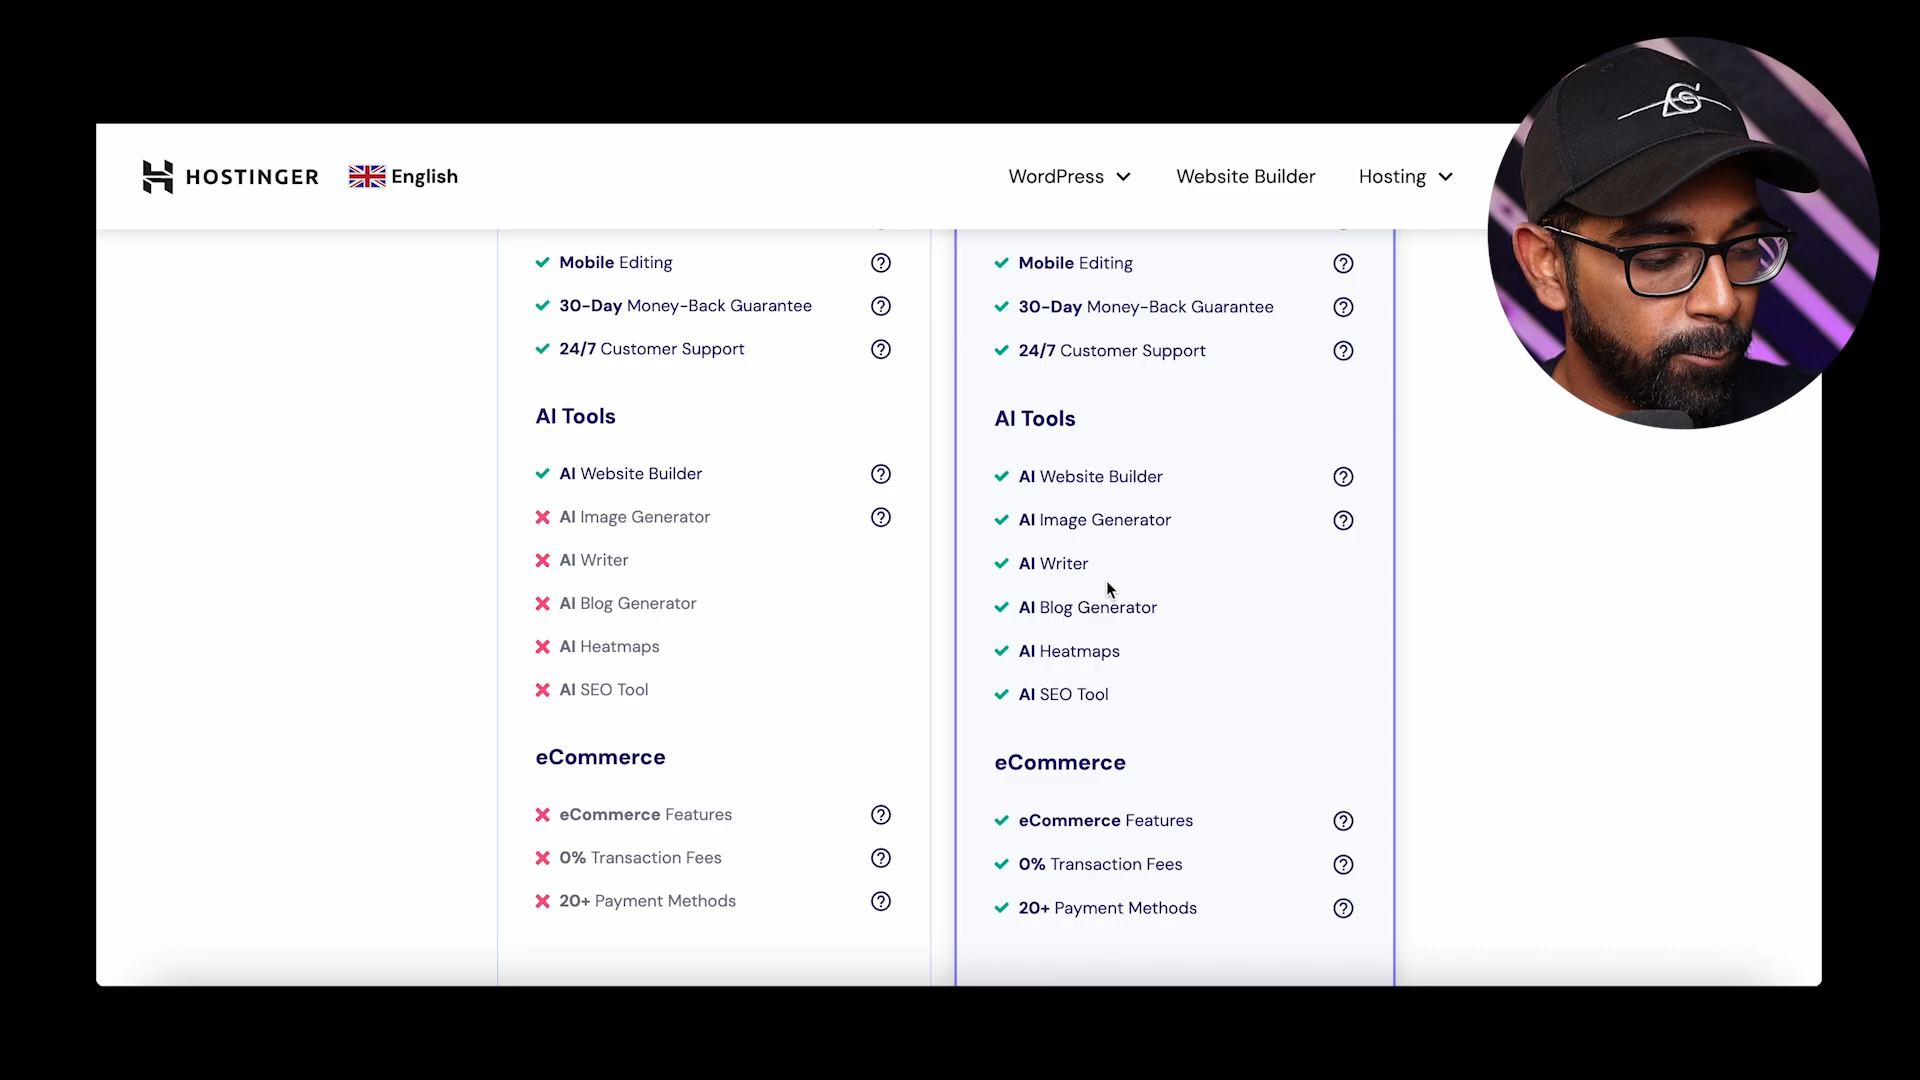 HOSTINGER English WordPress Website Builder Hosting
Mobile Editing
30-Day Money-Back Guarantee
24/7 Customer Support
AI Tools
AI Website Builder
AI Image Generator
AI Writer
AI Blog Generator
AI Heatmaps
AI SEO Tool
eCommerce
eCommerce Features
0% Transaction Fees
20+ Payment Methods
Mobile Editing
30-Day Money-Back Guarantee
24/7 Customer Support
AI Tools
AI Website Builder
AI Image Generator
AI Writer
AI Blog Generator
AI Heatmaps
AI SEO Tool
eCommerce
eCommerce Features
0% Transaction Fees
20+ Payment Methods